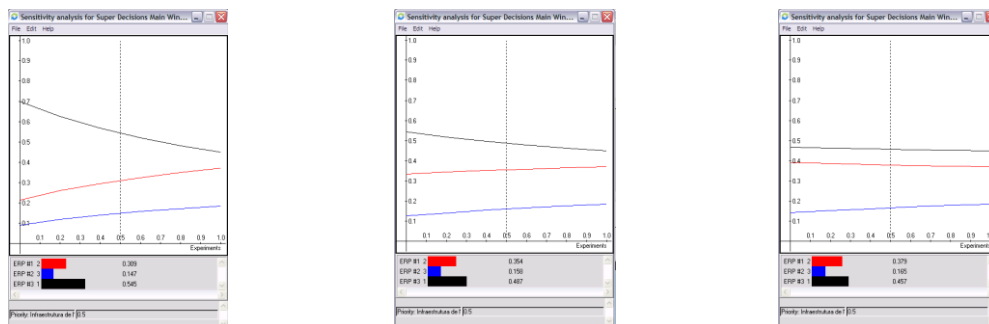 Sensitivity analysis for Super Decisions Main Win...
File Edit Help
1.0
0.9
0.8
0.7
0.6
0.5
0.4
0.3
0.2
0.1
0.1 0.2 0.3 0.4 0.5 0.6 0.7 0.8 0.9 1.0
Experiments
ERP #1 2 0.309
ERP #2 3 0.147
ERP #3 1 0.545
0.5
Sensitivity analysis for Super Decisions Main Win...
File Edit Help
1.0
0.9
0.8
0.7
0.6
0.5
0.4
0.3
0.2
0.1
0.1 0.2 0.3 0.4 0.5 0.6 0.7 0.8 0.9 1.0
Experiments
ERP #1 2 0.354
ERP #2 3 0.158
ERP #3 1 0.487
0.5
Sensitivity analysis for Super Decisions Main Win...
File Edit Help
1.0
0.9
0.8
0.7
0.6
0.5
0.4
0.3
0.2
0.1
0.1 0.2 0.3 0.4 0.5 0.6 0.7 0.8 0.9 1.0
Experiments
ERP #1 2 0.379
ERP #2 3 0.165
ERP #3 1 0.457
0.5